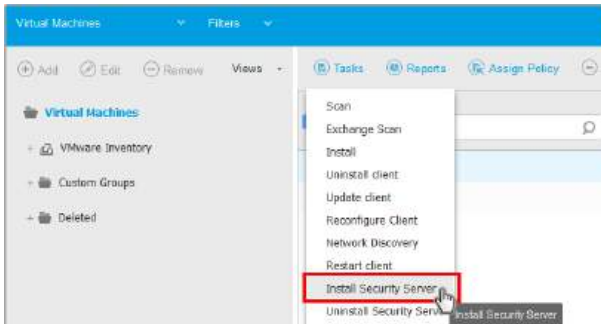 Virtual Machines Filters
Add Edit Remove Views Tasks Reports Assign Policy
Virtual Machines
VMware Inventory
Custom Groups
Deleted
Scan
Exchange Scan
Install
Uninstall client
Update client
Reconfigure Client
Network Discovery
Restart client
Install Security Server
Install Security Server
Uninstall Security